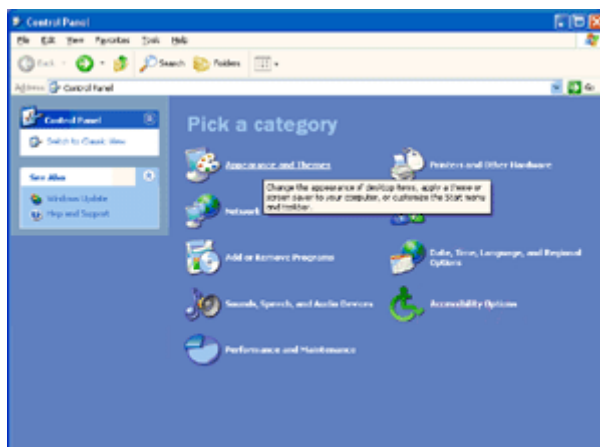 Control Panel
File Edit View Favorites Tools Help
Back Search Folders
Address Control Panel Go
Control Panel
Switch to Classic View
See Also
Windows Update
Help and Support
Pick a category
Appearance and Themes
Printers and Other Hardware
Change the appearance of desktop items, apply a theme or
screen saver to your computer, or customize the Start menu
and taskbar.
Network
Add or Remove Programs
Date, Time, Language, and Regional
Options
Sounds, Speech, and Audio Devices
Accessibility Options
Performance and Maintenance